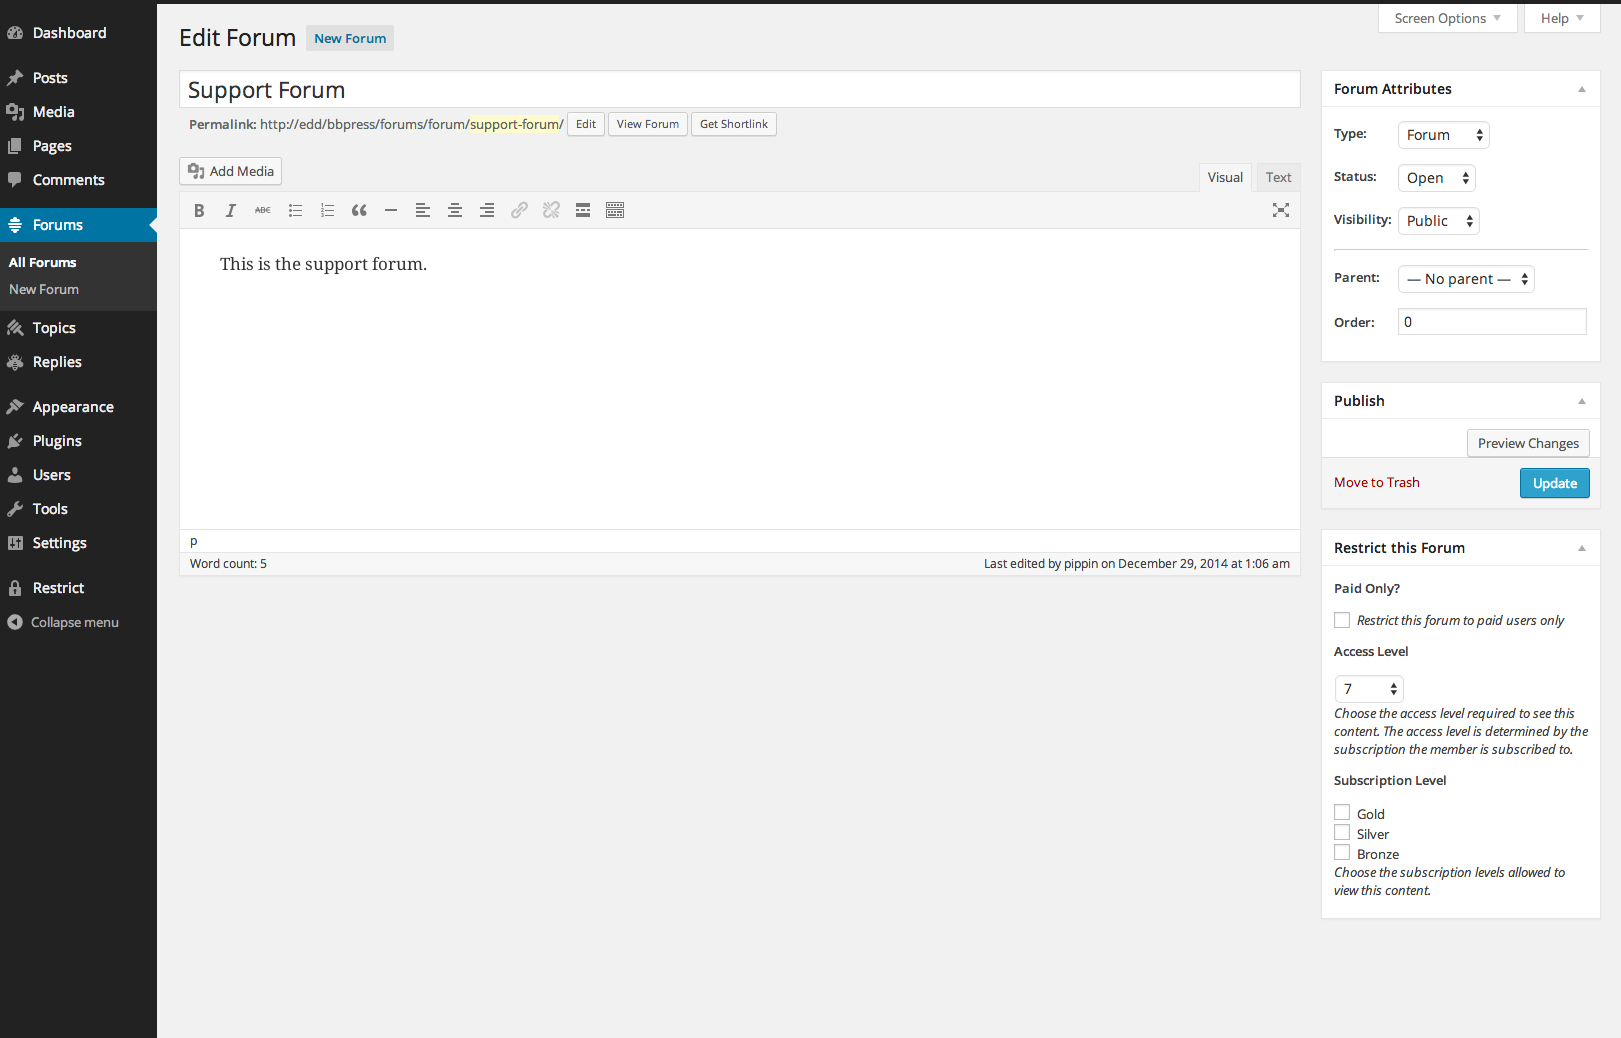 Dashboard
Posts
Media
Pages
Comments
Forums
All Forums
New Forum
Topics
Replies
Appearance
Plugins
Users
Tools
Settings
Restrict
Collapse menu
Screen Options
Help
Edit Forum
New Forum
Support Forum
Permalink: http://edd/bbpress/forums/forum/support-forum/ Edit View Forum Get Shortlink
Add Media
Visual Text
B I ABC
This is the support forum.
p
Word count: 5
Last edited by pippin on December 29, 2014 at 1:06 am
Forum Attributes
Type: Forum
Status: Open
Visibility: Public
Parent: — No parent —
Order: 0
Publish
Preview Changes
Move to Trash
Update
Restrict this Forum
Paid Only?
Restrict this forum to paid users only
Access Level
7
Choose the access level required to see this
content. The access level is determined by the
subscription the member is subscribed to.
Subscription Level
Gold
Silver
Bronze
Choose the subscription levels allowed to
view this content.